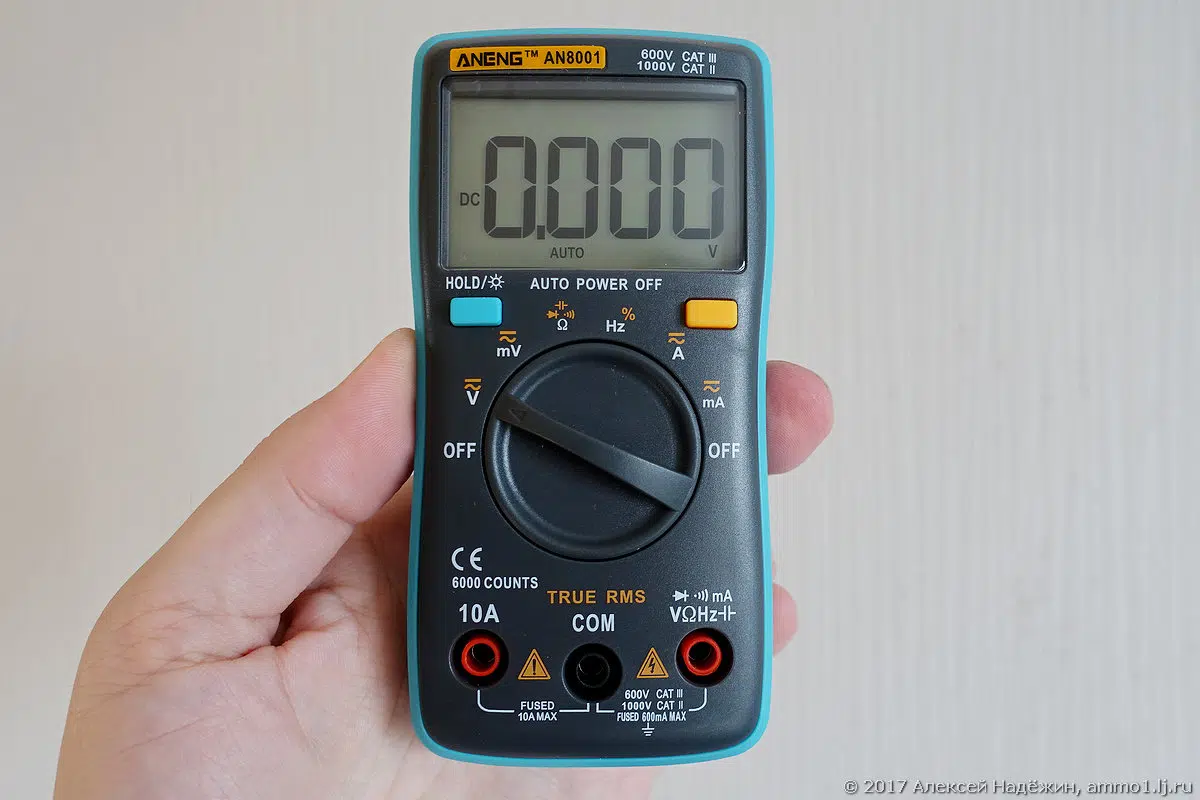 ANENG™ AN8001
600V CAT III
1000V CAT II
DC 0.000 V
AUTO
HOLD/
AUTO POWER OFF
Ω
Hz %
mV
A
V
mA
OFF
OFF
CE
6000 COUNTS
TRUE RMS
mA
10A
COM
VΩHz
FUSED
10A MAX
600V CAT III
1000V CAT II
FUSED 600mA MAX
© 2017 Алексей Надёжин, ammo1.lj.ru